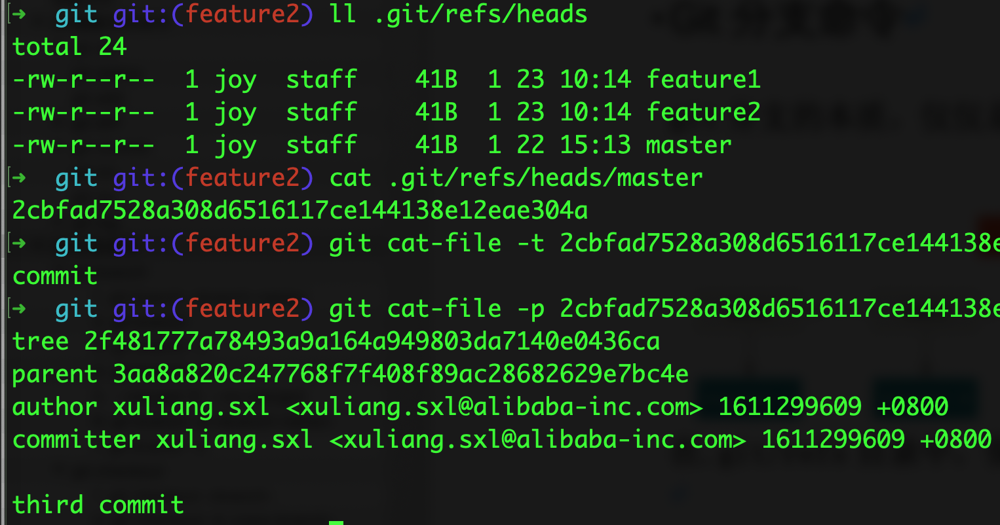 ➜  git git:(feature2) ll .git/refs/heads
total 24
-rw-r--r--  1 joy  staff    41B  1 23 10:14 feature1
-rw-r--r--  1 joy  staff    41B  1 23 10:14 feature2
-rw-r--r--  1 joy  staff    41B  1 22 15:13 master
➜  git git:(feature2) cat .git/refs/heads/master
2cbfad7528a308d6516117ce144138e12eae304a
➜  git git:(feature2) git cat-file -t 2cbfad7528a308d6516117ce144138e
commit
➜  git git:(feature2) git cat-file -p 2cbfad7528a308d6516117ce144138e
tree 2f481777a78493a9a164a949803da7140e0436ca
parent 3aa8a820c247768f7f408f89ac28682629e7bc4e
author xuliang.sxl <xuliang.sxl@alibaba-inc.com> 1611299609 +0800
committer xuliang.sxl <xuliang.sxl@alibaba-inc.com> 1611299609 +0800
third commit